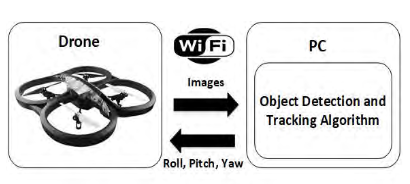 Drone
WiFi
PC
Images
Object Detection and
Tracking Algorithm
Roll, Pitch, Yaw